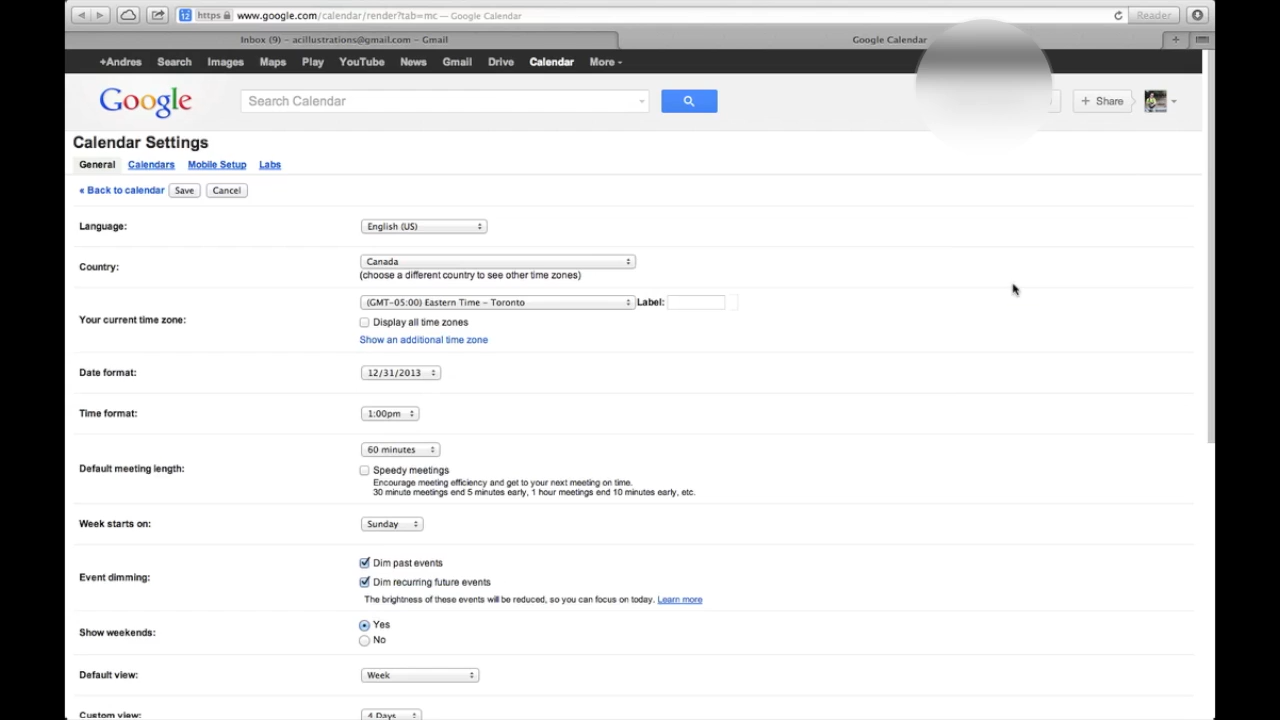 https www.google.com/calendar/render?tab=mc — Google Calendar Reader
Inbox (9) – acillustrations@gmail.com – Gmail Google Calendar
+Andres Search Images Maps Play YouTube News Gmail Drive Calendar More
Google Search Calendar + Share
Calendar Settings
General Calendars Mobile Setup Labs
« Back to calendar Save Cancel
Language: English (US)
Country: Canada
(choose a different country to see other time zones)
(GMT-05:00) Eastern Time – Toronto Label:
Your current time zone:
Display all time zones
Show an additional time zone
Date format: 12/31/2013
Time format: 1:00pm
60 minutes
Default meeting length:
Speedy meetings
Encourage meeting efficiency and get to your next meeting on time.
30 minute meetings end 5 minutes early, 1 hour meetings end 10 minutes early, etc.
Week starts on: Sunday
Dim past events
Event dimming:
Dim recurring future events
The brightness of these events will be reduced, so you can focus on today. Learn more
Yes
Show weekends:
No
Default view: Week
Custom view: 4 Days